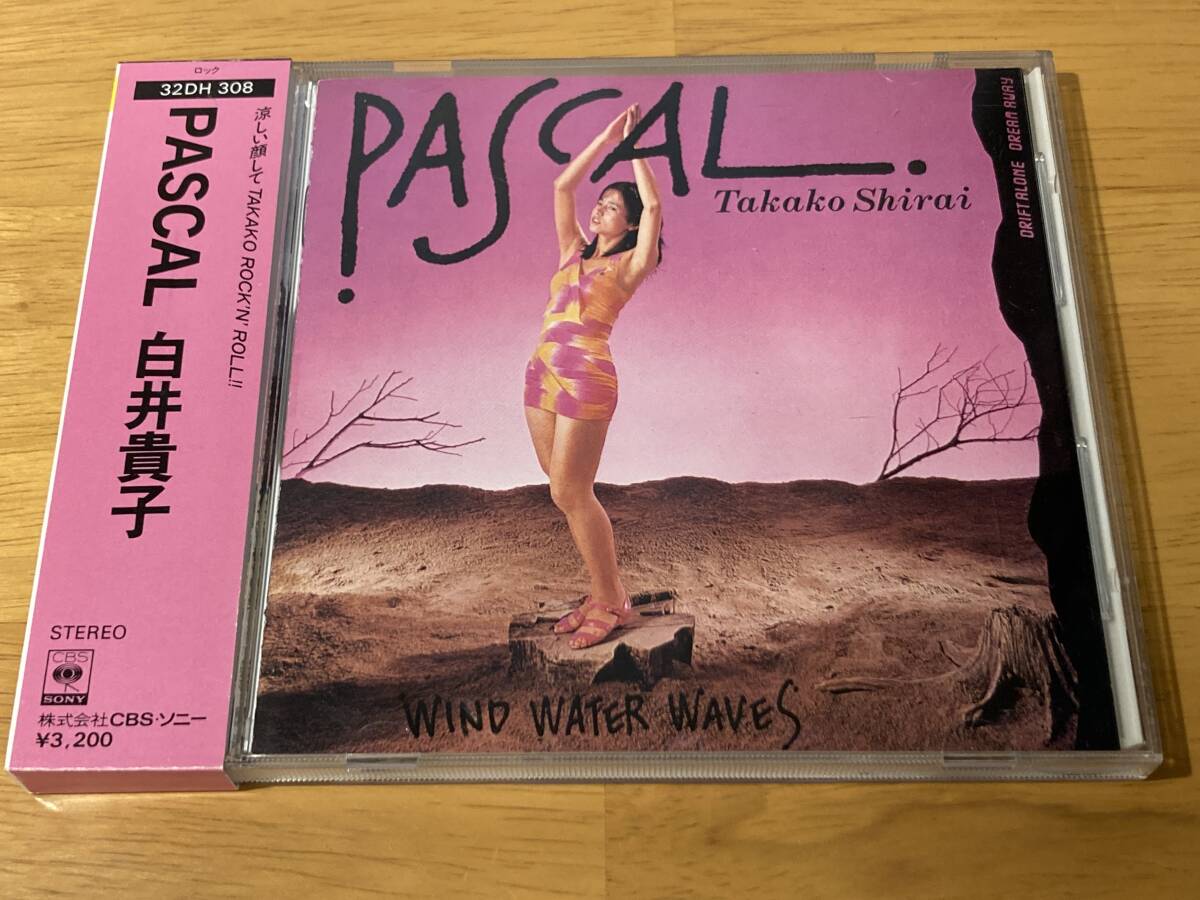 ロック
32DH 308
涼しい顔して TAKAKO ROCK'N' ROLL!!
PASCAL 白井貴子
STEREO
CBS
SONY
株式会社CBS・ソニー
¥3,200
PASCAL.
Takako Shirai
DRIFT ALONE DREAM AWAY
WIND WATER WAVES